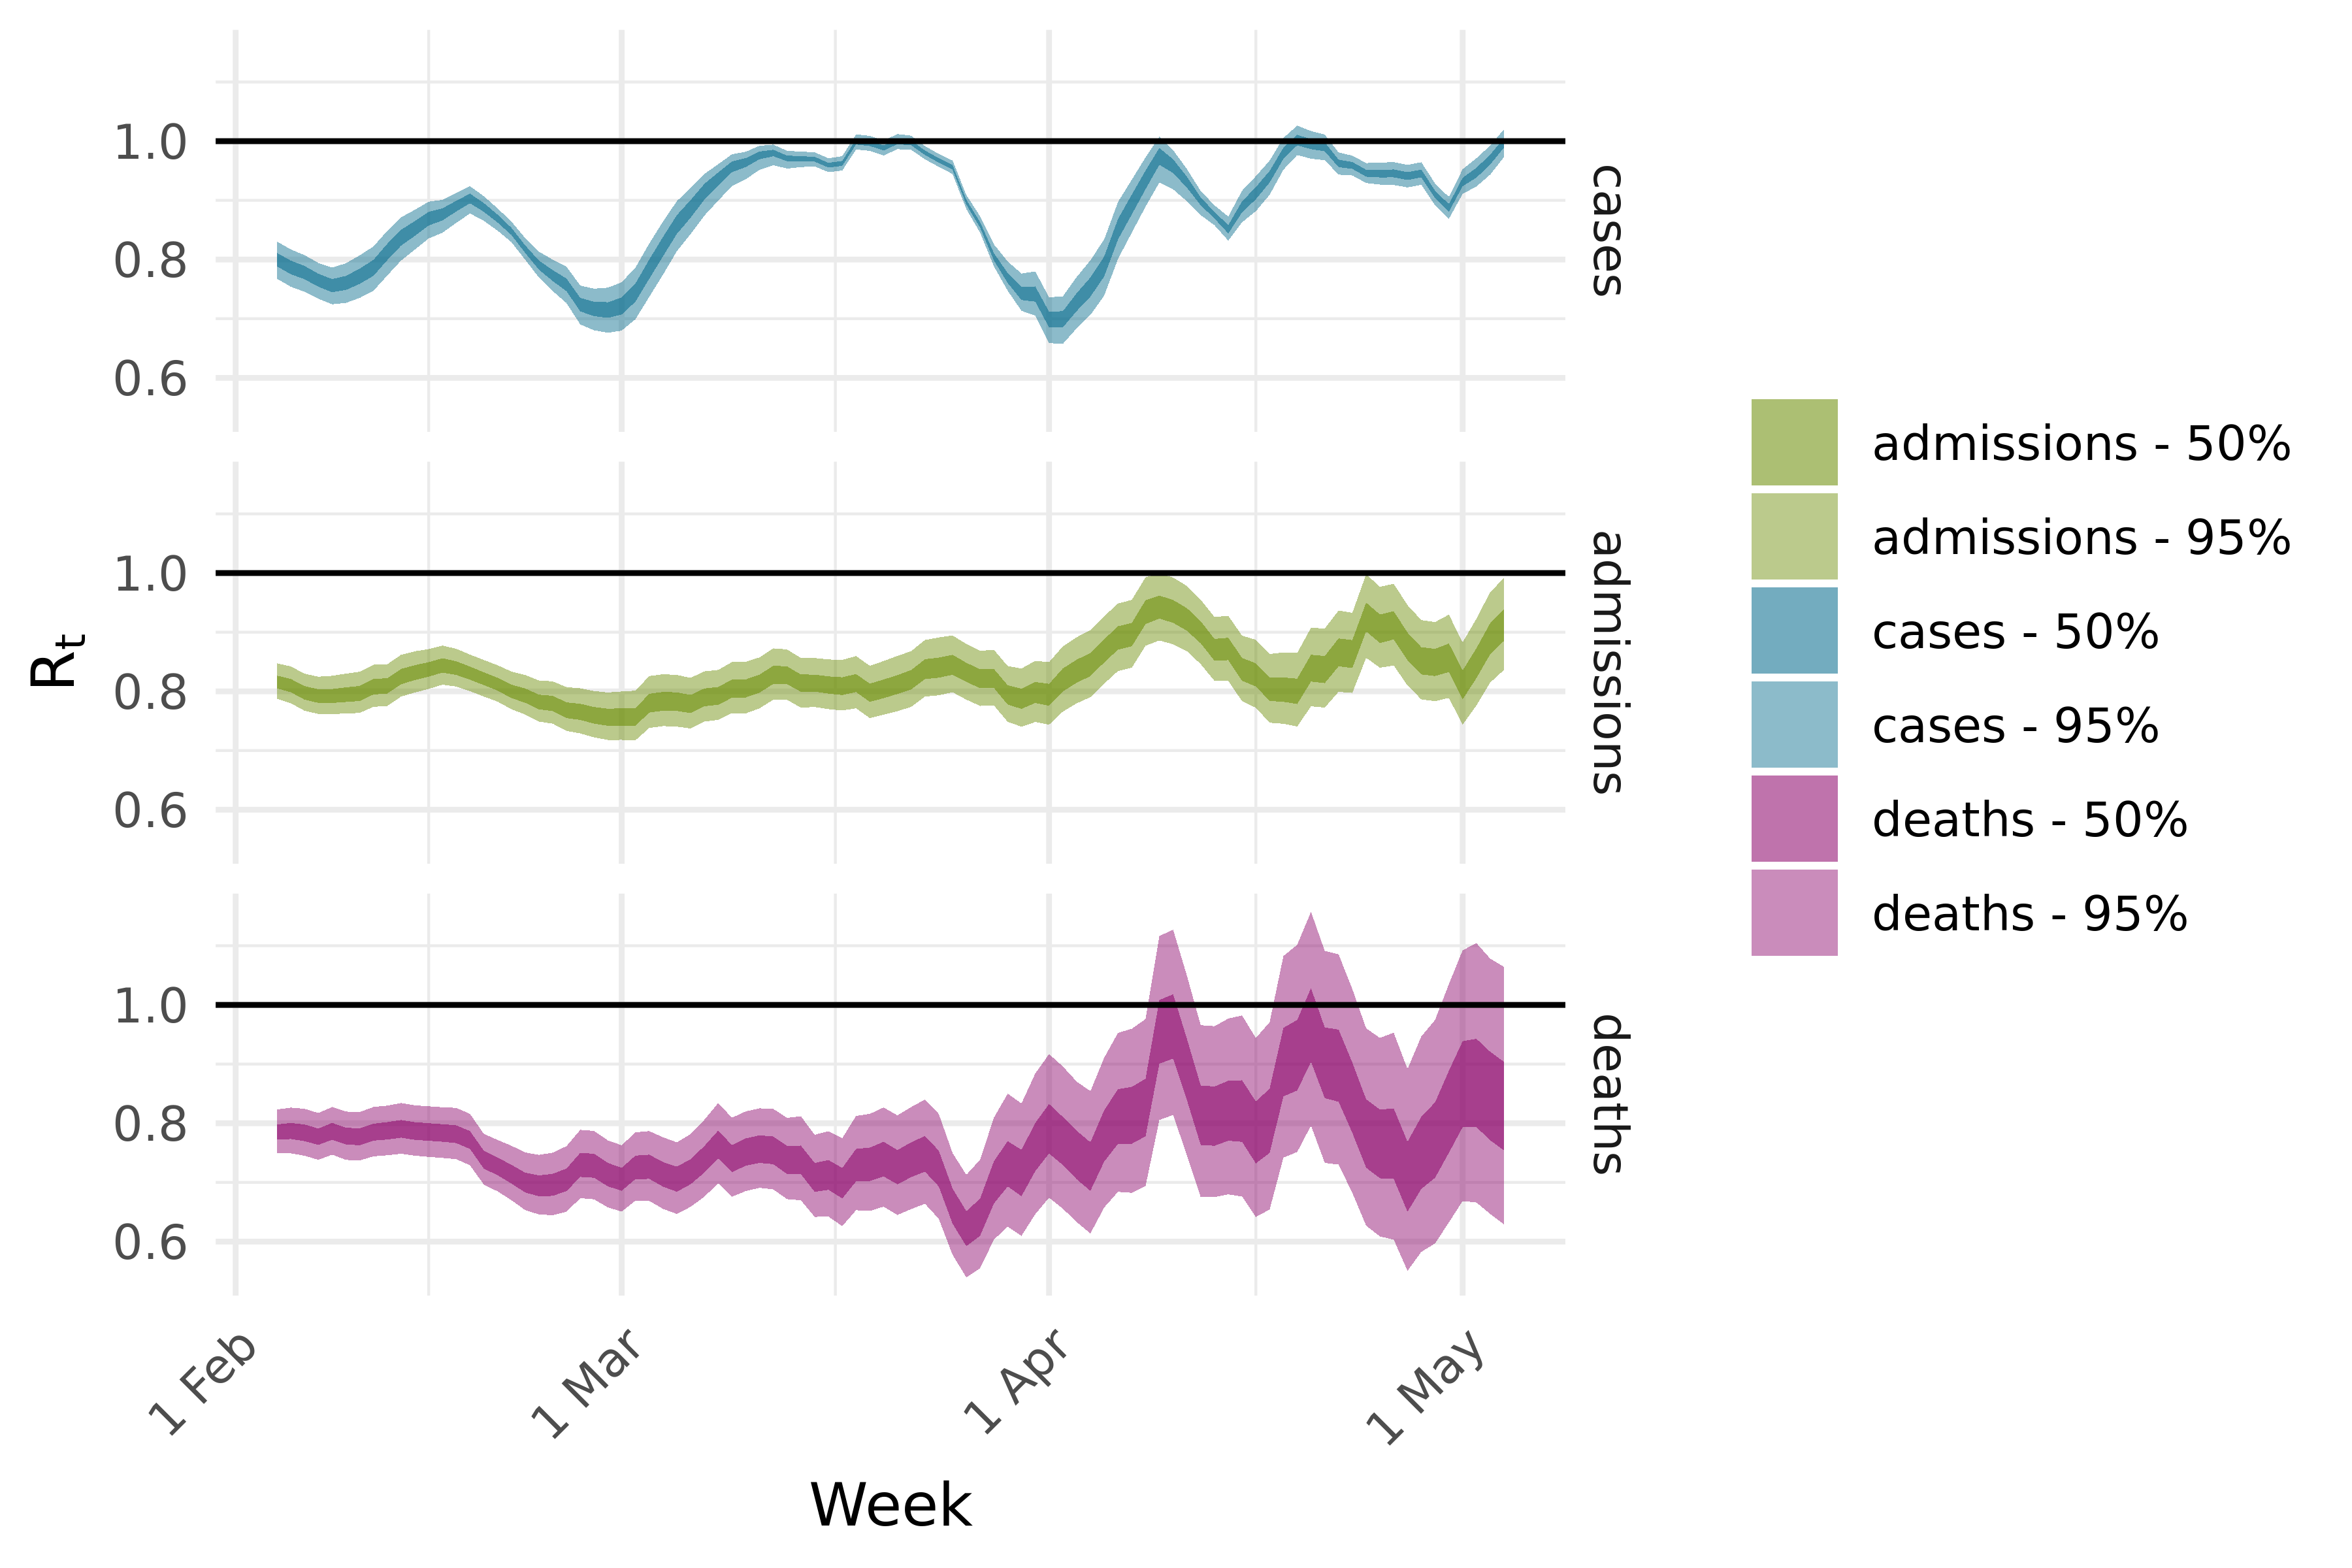 1.0
0.8
0.6
cases
1.0
0.8
0.6
admissions
1.0
0.8
0.6
deaths
Rt
1 Feb
1 Mar
1 Apr
1 May
Week
admissions - 50%
admissions - 95%
cases - 50%
cases - 95%
deaths - 50%
deaths - 95%